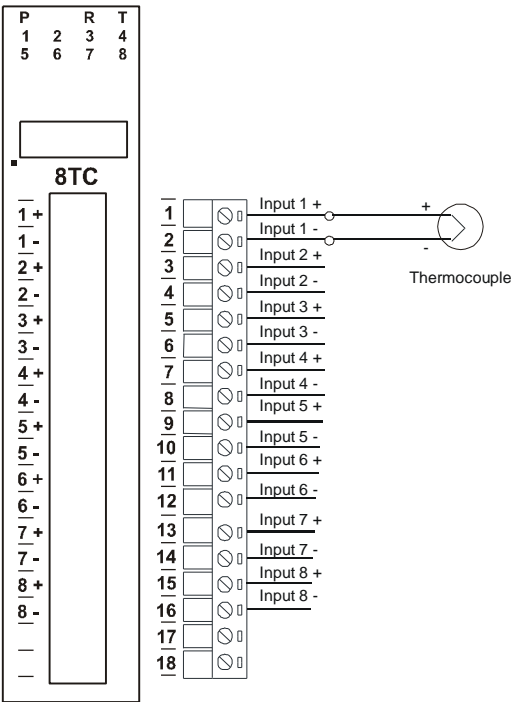 P R T
1 2 3 4
5 6 7 8
8TC
1 +
1 -
2 +
2 -
3 +
3 -
4 +
4 -
5 +
5 -
6 +
6 -
7 +
7 -
8 +
8 -
1 Input 1 +
2 Input 1 -
3 Input 2 +
4 Input 2 -
5 Input 3 +
6 Input 3 -
7 Input 4 +
8 Input 4 -
9 Input 5 +
10 Input 5 -
11 Input 6 +
12 Input 6 -
13 Input 7 +
14 Input 7 -
15 Input 8 +
16 Input 8 -
17
18
+
-
Thermocouple